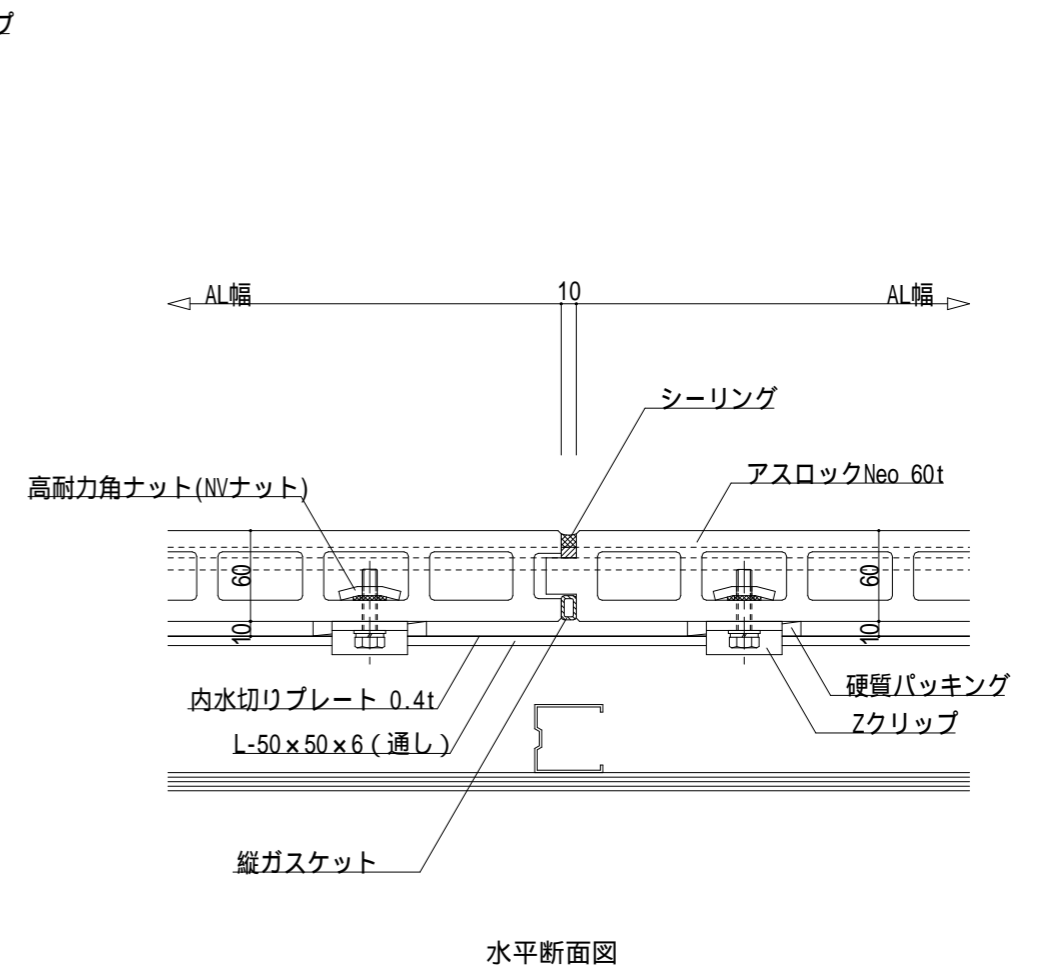 プ
AL幅
10
AL幅
シーリング
アスロックNeo 60t
高耐力角ナット(NVナット)
60
60
10
10
硬質パッキング
内水切りプレート 0.4t
Zクリップ
L-50×50×6(通し)
縦ガスケット
水平断面図